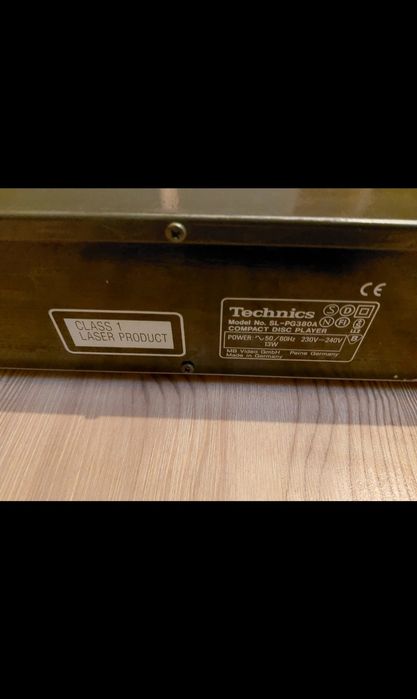 CE
CLASS 1
LASER PRODUCT
Technics S D
Model No. SL-PG380A N FI
COMPACT DISC PLAYER
POWER: ∿50/60Hz 230V–240V B
13W
MB Video GmbH Peine Germany
Made in Germany